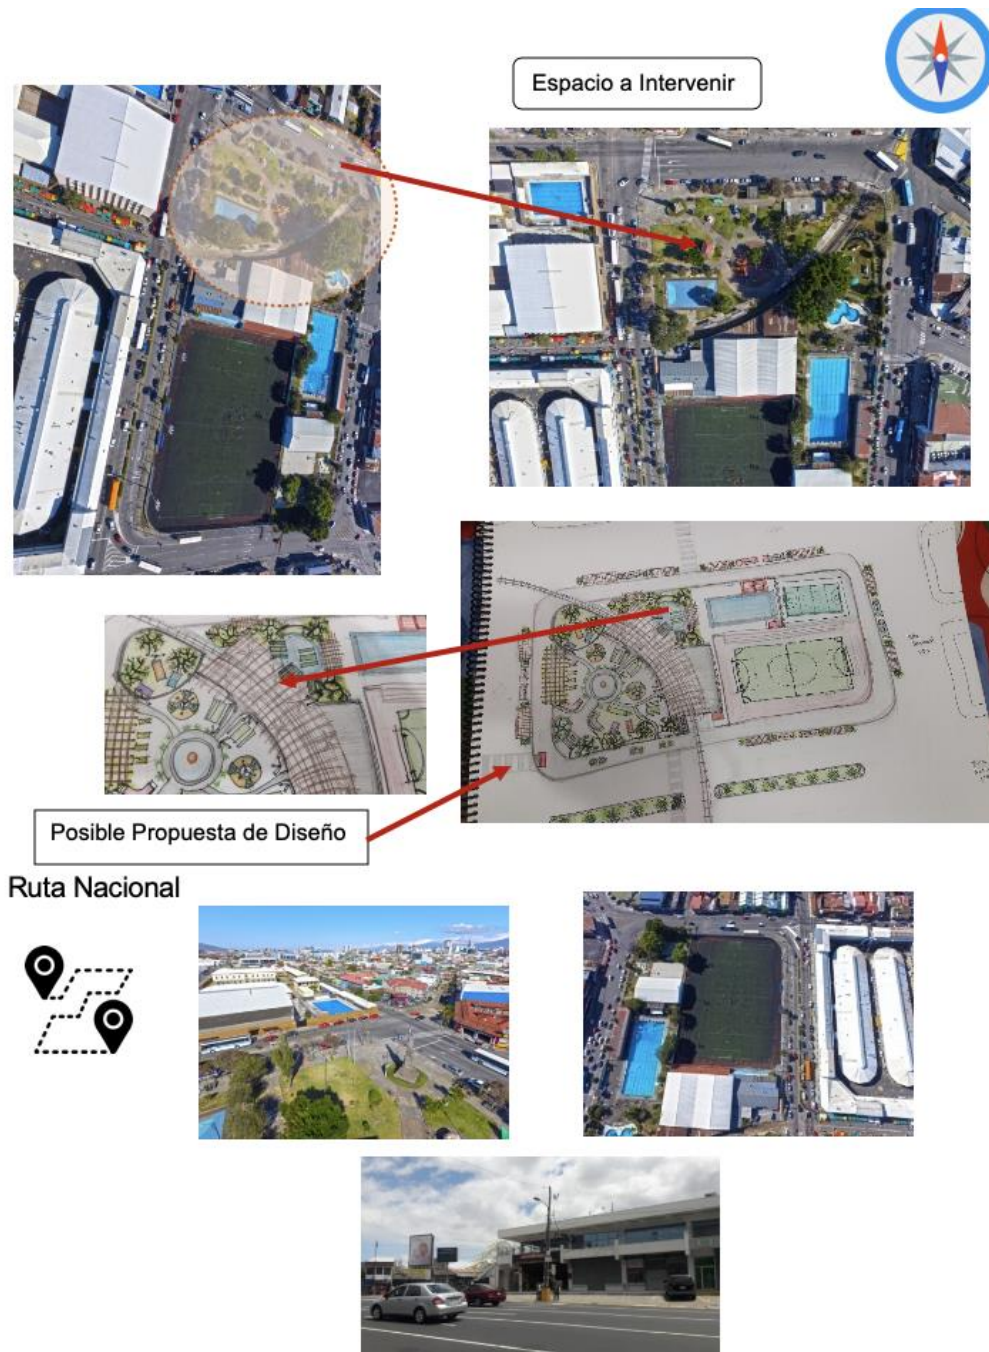 Espacio a Intervenir
Posible Propuesta de Diseño
Ruta Nacional